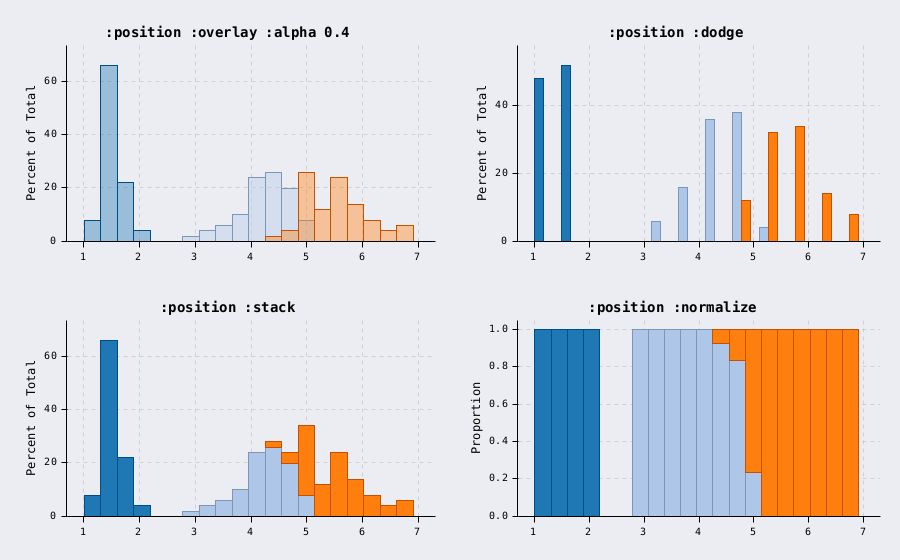 :position :overlay :alpha 0.4
Percent of Total
60
40
20
0
1 2 3 4 5 6 7
:position :dodge
Percent of Total
40
20
0
1 2 3 4 5 6 7
:position :stack
Percent of Total
60
40
20
0
1 2 3 4 5 6 7
:position :normalize
Proportion
1.0
0.8
0.6
0.4
0.2
0.0
1 2 3 4 5 6 7